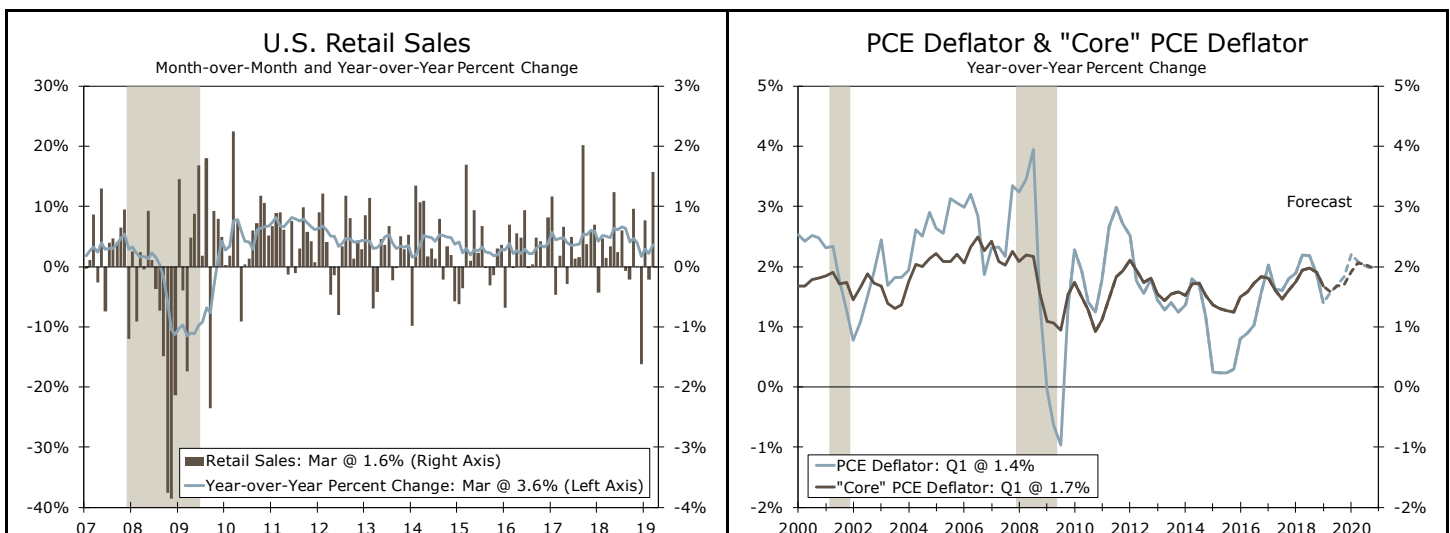 U.S. Retail Sales
Month-over-Month and Year-over-Year Percent Change
30%
20%
10%
0%
-10%
-20%
-30%
-40%
3%
2%
1%
0%
-1%
-2%
-3%
-4%
Retail Sales: Mar @ 1.6% (Right Axis)
Year-over-Year Percent Change: Mar @ 3.6% (Left Axis)
07 08 09 10 11 12 13 14 15 16 17 18 19
PCE Deflator & "Core" PCE Deflator
Year-over-Year Percent Change
5%
4%
3%
2%
1%
0%
-1%
-2%
5%
4%
3%
2%
1%
0%
-1%
-2%
Forecast
PCE Deflator: Q1 @ 1.4%
"Core" PCE Deflator: Q1 @ 1.7%
2000 2002 2004 2006 2008 2010 2012 2014 2016 2018 2020